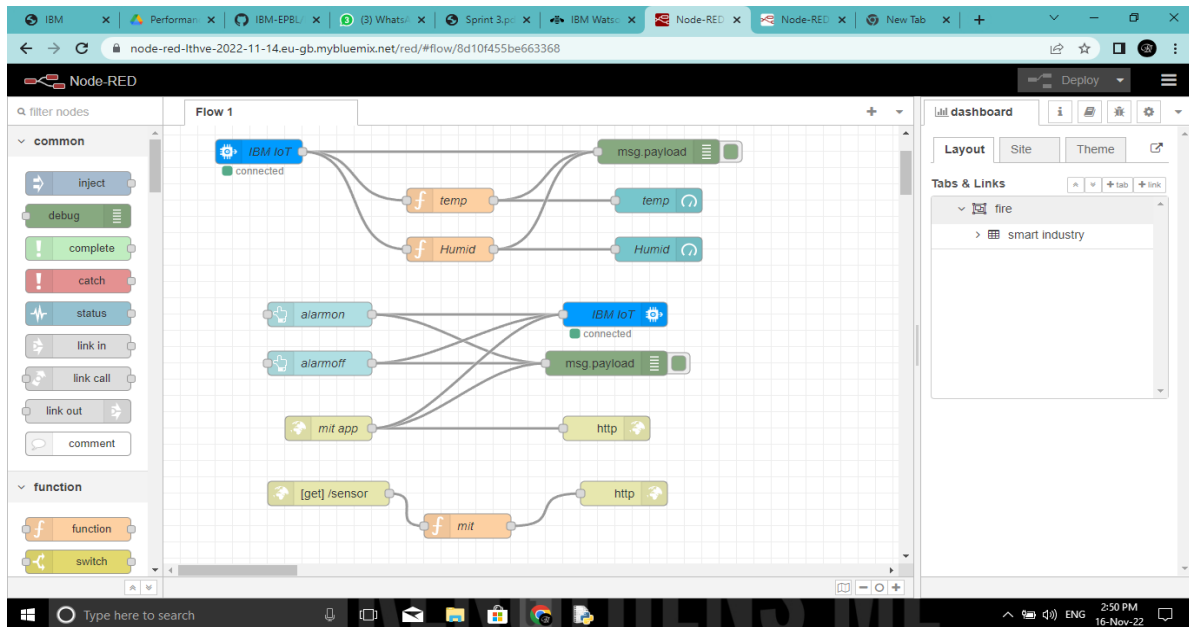 IBM
Performanc
IBM-EPBL/
(3) WhatsA
Sprint 3.pd
IBM Watso
Node-RED
Node-RED
New Tab
node-red-lthve-2022-11-14.eu-gb.mybluemix.net/red/#flow/8d10f455be663368
Node-RED
Deploy
filter nodes
Flow 1
dashboard
common
inject
debug
complete
catch
status
link in
link call
link out
comment
function
function
switch
IBM IoT
connected
msg.payload
temp
temp
Humid
Humid
alarmon
IBM IoT
connected
alarmoff
msg.payload
mit app
http
[get] /sensor
http
mit
Layout
Site
Theme
Tabs & Links
+tab
+link
fire
smart industry
Type here to search
ENG
2:50 PM
16-Nov-22